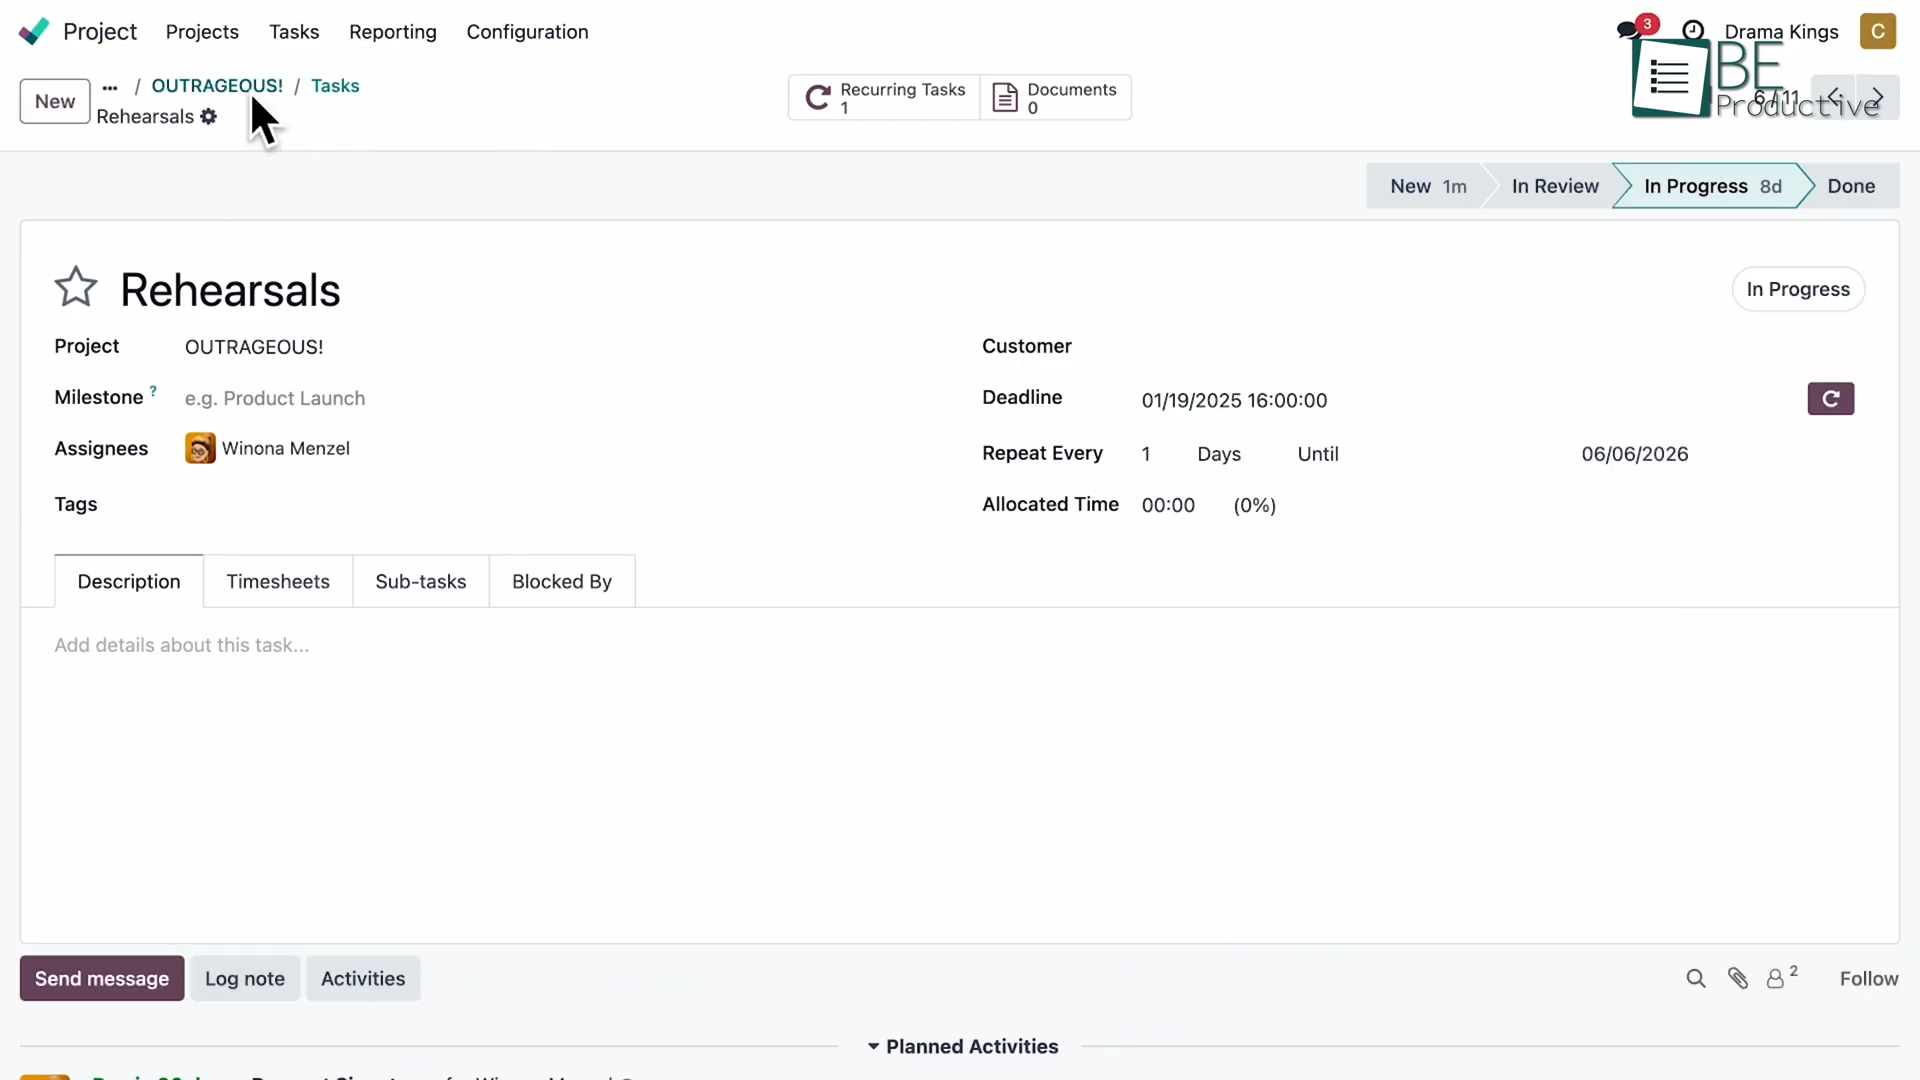 Project Projects Tasks Reporting Configuration
3 Drama Kings C
BE
Productive
New ... / OUTRAGEOUS! / Tasks
Rehearsals
Recurring Tasks
1
Documents
0
6 / 11
New 1m In Review In Progress 8d Done
Rehearsals
In Progress
Project OUTRAGEOUS!
Customer
Milestone ? e.g. Product Launch
Deadline 01/19/2025 16:00:00
Assignees Winona Menzel
Repeat Every 1 Days Until 06/06/2026
Tags
Allocated Time 00:00 (0%)
Description Timesheets Sub-tasks Blocked By
Add details about this task...
Send message Log note Activities
2 Follow
Planned Activities